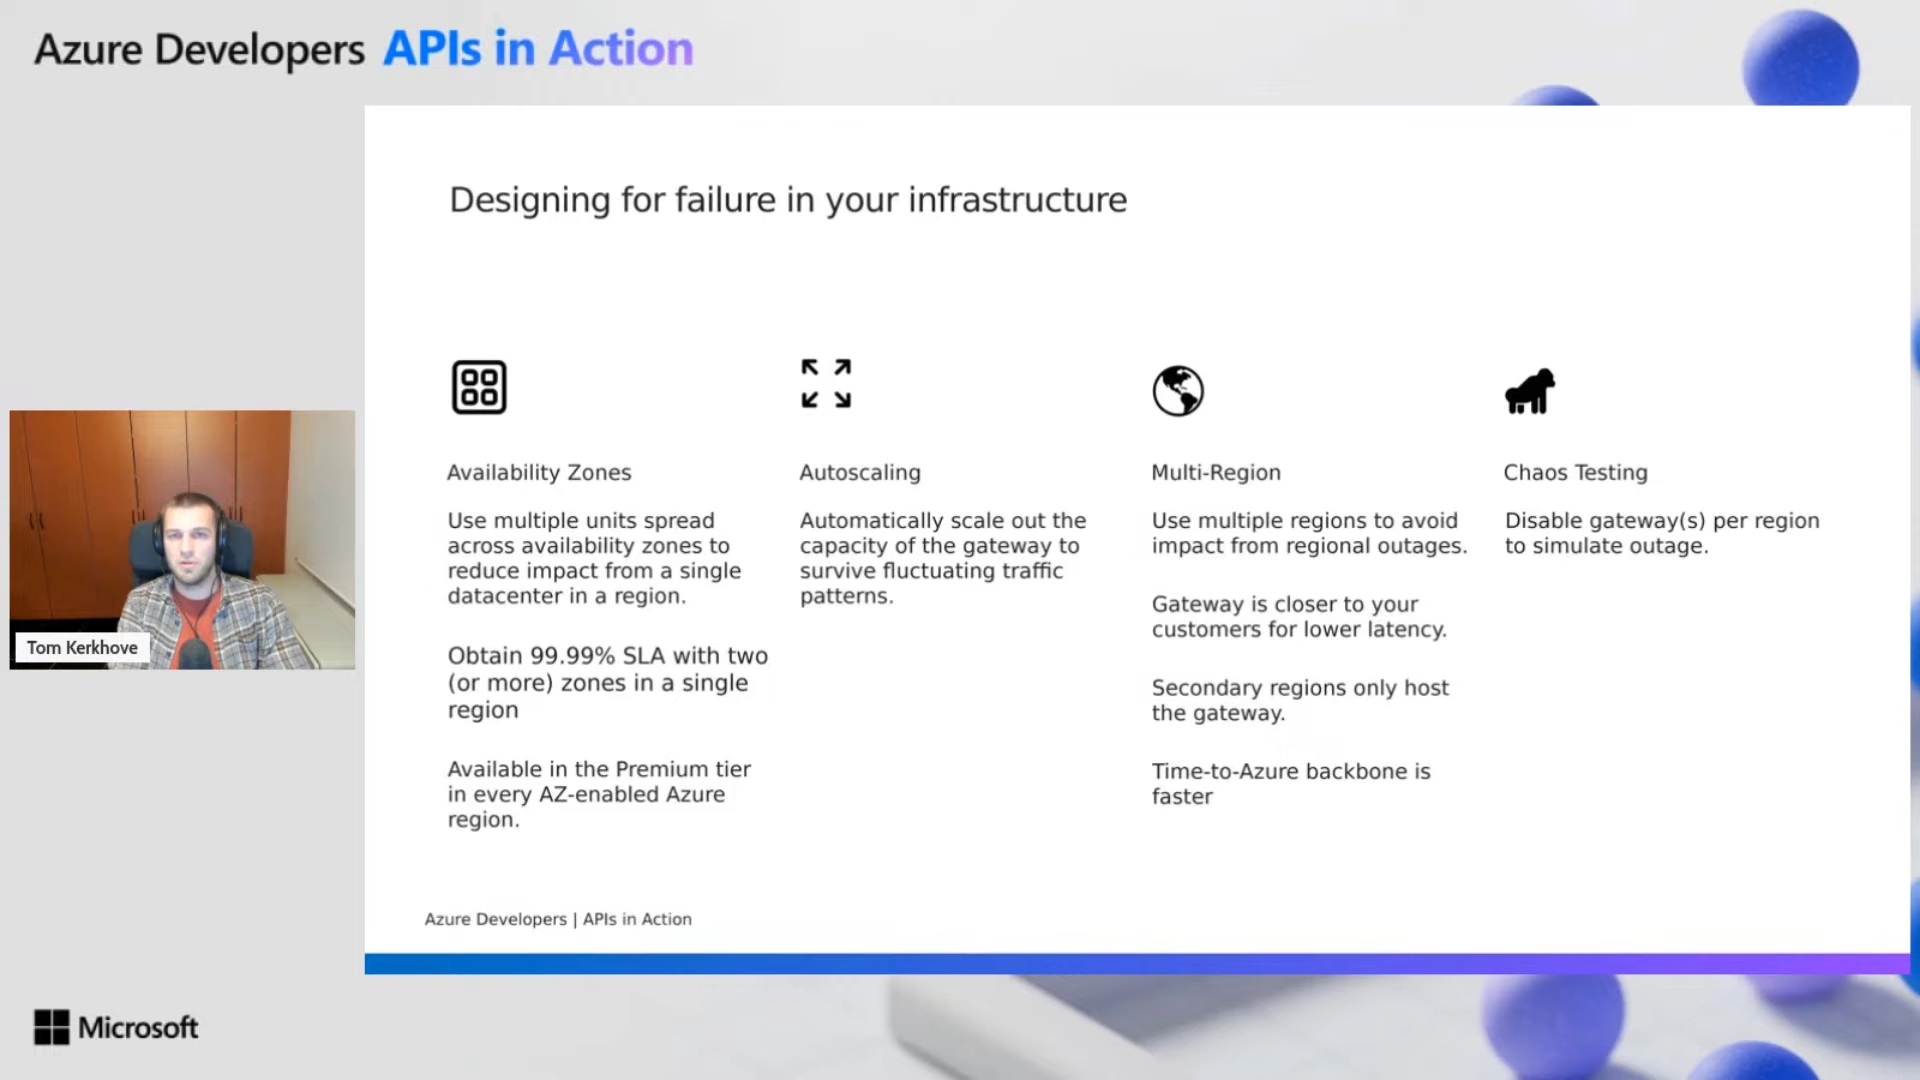 Azure Developers APIs in Action
Designing for failure in your infrastructure
Availability Zones
Use multiple units spread
across availability zones to
reduce impact from a single
datacenter in a region.
Obtain 99.99% SLA with two
(or more) zones in a single
region
Available in the Premium tier
in every AZ-enabled Azure
region.
Autoscaling
Automatically scale out the
capacity of the gateway to
survive fluctuating traffic
patterns.
Multi-Region
Use multiple regions to avoid
impact from regional outages.
Gateway is closer to your
customers for lower latency.
Secondary regions only host
the gateway.
Time-to-Azure backbone is
faster
Chaos Testing
Disable gateway(s) per region
to simulate outage.
Tom Kerkhove
Azure Developers | APIs in Action
Microsoft